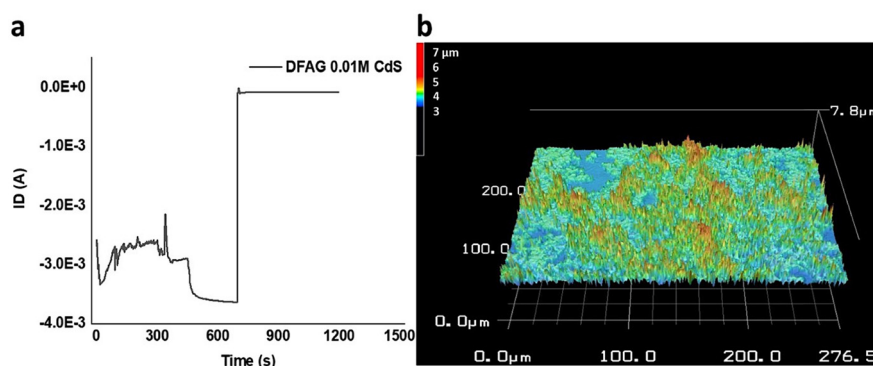 a
DFAG 0.01M CdS
0.0E+0
-1.0E-3
-2.0E-3
-3.0E-3
-4.0E-3
ID (A)
0 300 600 900 1200 1500
Time (s)
b
7 μm
6
5
4
3
7.8μm
200.0
100.0
0.0μm
0.0μm 100.0 200.0 276.5